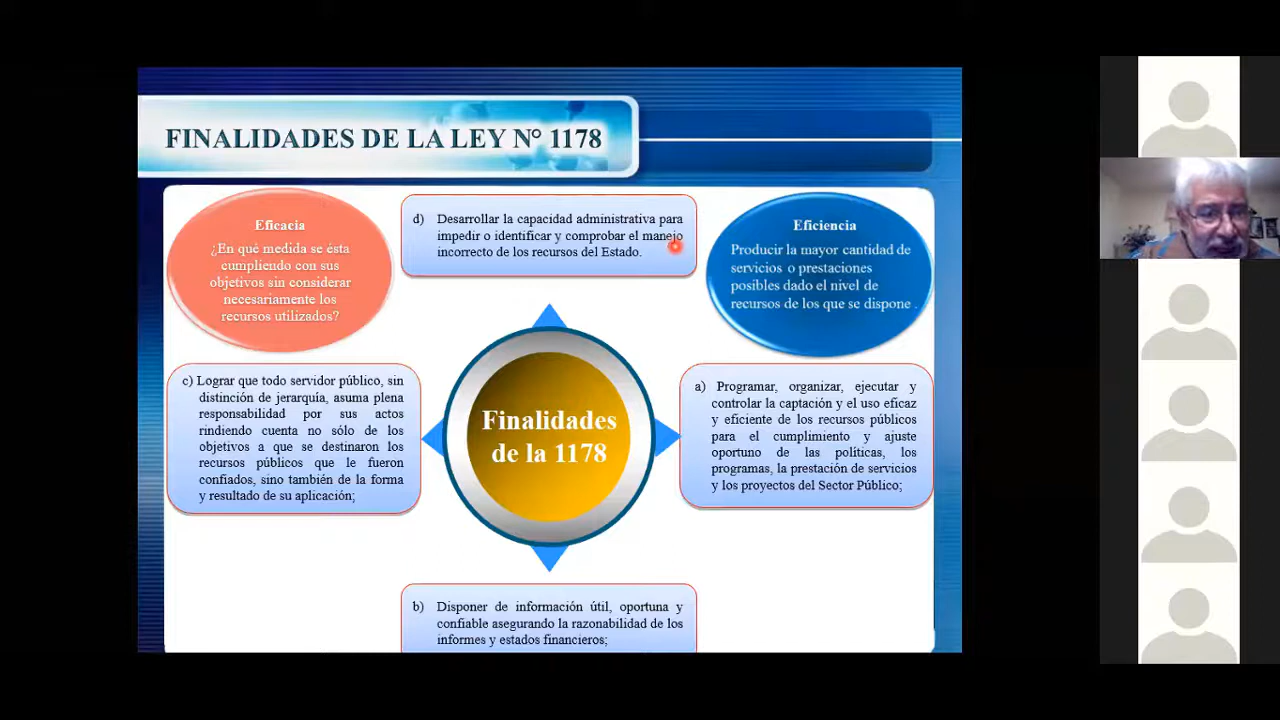 FINALIDADES DE LA LEY N° 1178
Eficacia
¿En qué medida se ésta
cumpliendo con sus
objetivos sin considerar
necesariamente los
recursos utilizados?
d) Desarrollar la capacidad administrativa para
impedir o identificar y comprobar el manejo
incorrecto de los recursos del Estado.
Eficiencia
Producir la mayor cantidad de
servicios o prestaciones
posibles dado el nivel de
recursos de los que se dispone .
c) Lograr que todo servidor público, sin
distinción de jerarquía, asuma plena
responsabilidad por sus actos
rindiendo cuenta no sólo de los
objetivos a que se destinaron los
recursos públicos que le fueron
confiados, sino también de la forma
y resultado de su aplicación;
Finalidades
de la 1178
a) Programar, organizar, ejecutar y
controlar la captación y el uso eficaz
y eficiente de los recursos públicos
para el cumplimiento y ajuste
oportuno de las políticas, los
programas, la prestación de servicios
y los proyectos del Sector Público;
b) Disponer de información útil, oportuna y
confiable asegurando la razonabilidad de los
informes y estados financieros;